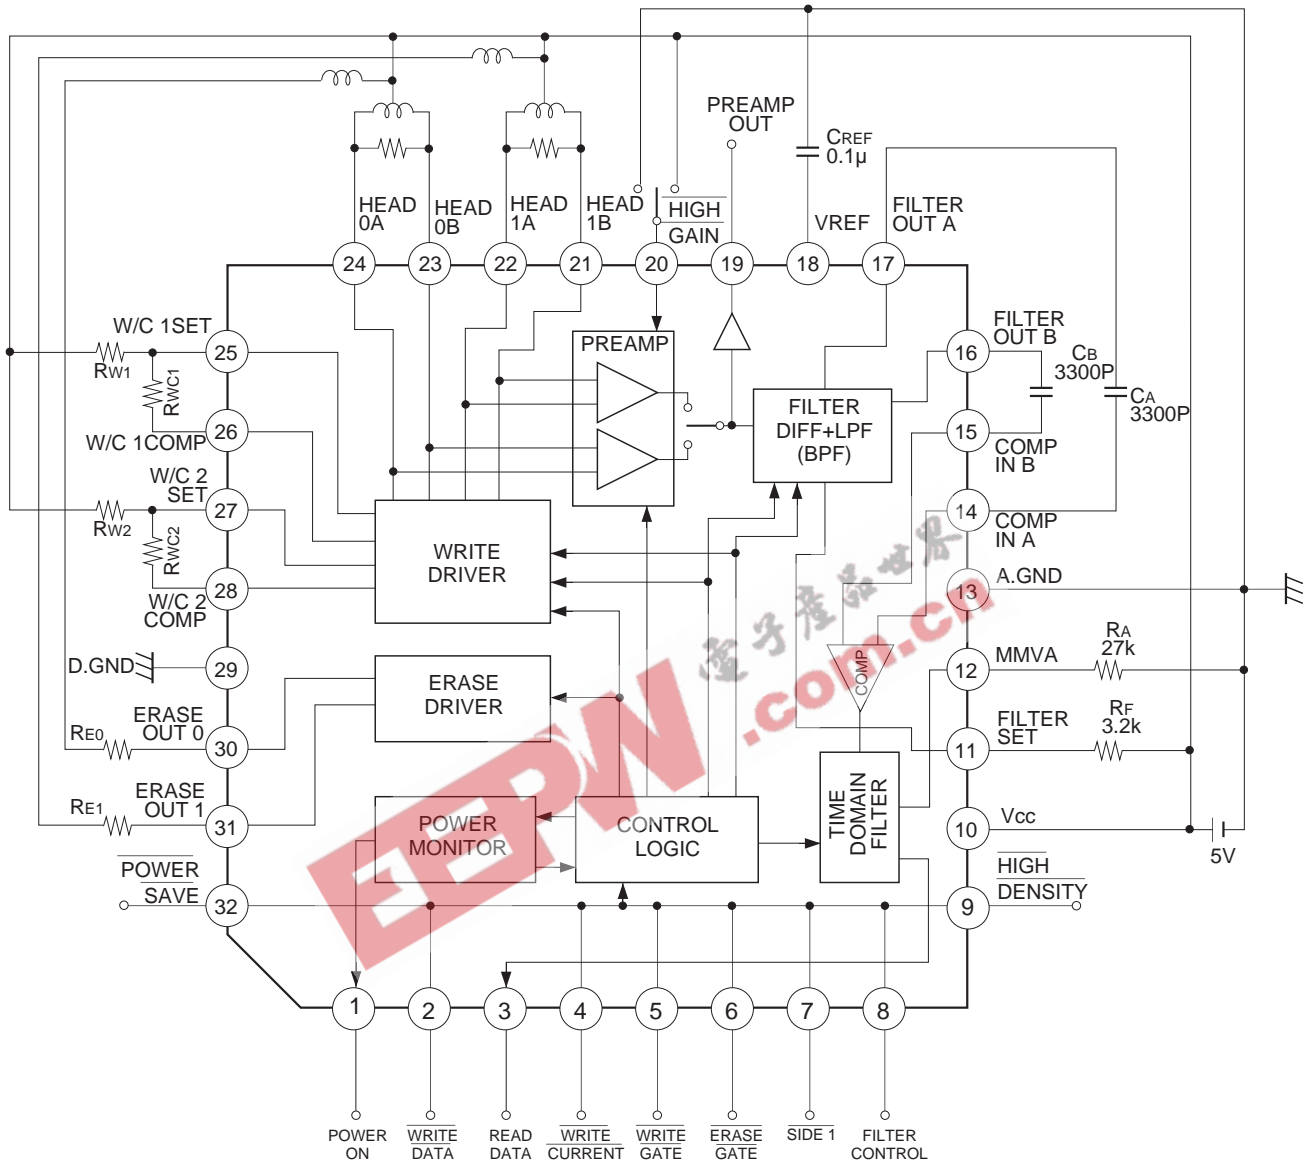 PREAMP
OUT
CREF
0.1µ
HEAD
0A
HEAD
0B
HEAD
1A
HEAD
1B
HIGH
GAIN
VREF
FILTER
OUT A
24
23
22
21
20
19
18
17
W/C 1SET
25
RW1
RWC1
W/C 1COMP
26
W/C 2
SET
27
RW2
RWC2
W/C 2
COMP
28
D.GND
29
ERASE
OUT 0
RE0
30
ERASE
OUT 1
RE1
31
POWER
SAVE
32
PREAMP
FILTER
DIFF+LPF
(BPF)
WRITE
DRIVER
ERASE
DRIVER
POWER
MONITOR
CONTROL
LOGIC
COMP
TIME
DOMAIN
FILTER
FILTER
OUT B
16
CB
3300P
CA
3300P
15
COMP
IN B
14
COMP
IN A
13
A.GND
12
MMVA
RA
27k
11
FILTER
SET
RF
3.2k
10
Vcc
5V
9
HIGH
DENSITY
電子産品世界
EEPW.com.cn
1
2
3
4
5
6
7
8
POWER
ON
WRITE
DATA
READ
DATA
WRITE
CURRENT
WRITE
GATE
ERASE
GATE
SIDE 1
FILTER
CONTROL